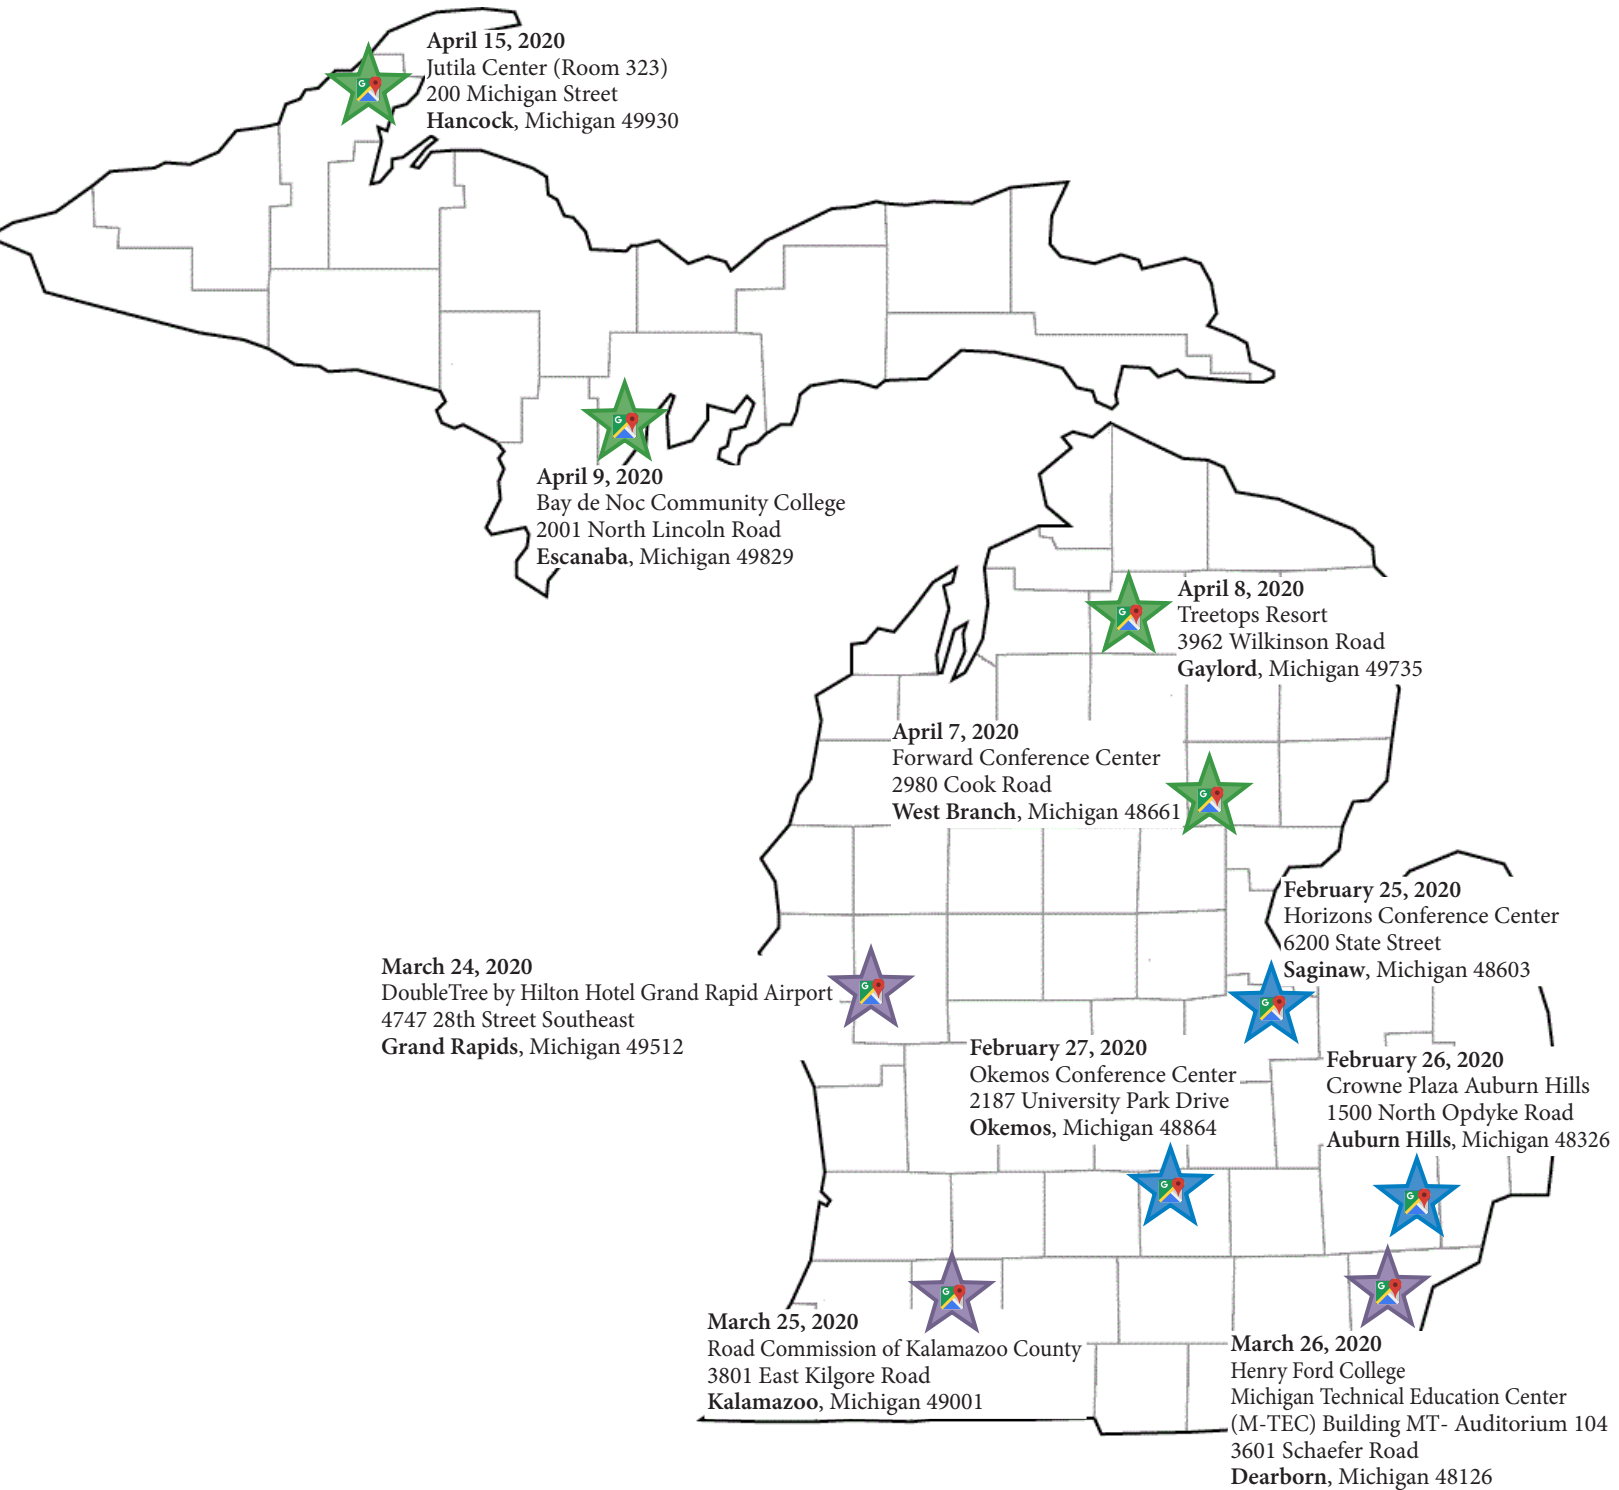 April 15, 2020
Jutila Center (Room 323)
200 Michigan Street
Hancock, Michigan 49930
April 9, 2020
Bay de Noc Community College
2001 North Lincoln Road
Escanaba, Michigan 49829
April 8, 2020
Treetops Resort
3962 Wilkinson Road
Gaylord, Michigan 49735
April 7, 2020
Forward Conference Center
2980 Cook Road
West Branch, Michigan 48661
February 25, 2020
Horizons Conference Center
6200 State Street
Saginaw, Michigan 48603
March 24, 2020
DoubleTree by Hilton Hotel Grand Rapid Airport
4747 28th Street Southeast
Grand Rapids, Michigan 49512
February 27, 2020
Okemos Conference Center
2187 University Park Drive
Okemos, Michigan 48864
February 26, 2020
Crowne Plaza Auburn Hills
1500 North Opdyke Road
Auburn Hills, Michigan 48326
March 25, 2020
Road Commission of Kalamazoo County
3801 East Kilgore Road
Kalamazoo, Michigan 49001
March 26, 2020
Henry Ford College
Michigan Technical Education Center
(M-TEC) Building MT- Auditorium 104
3601 Schaefer Road
Dearborn, Michigan 48126